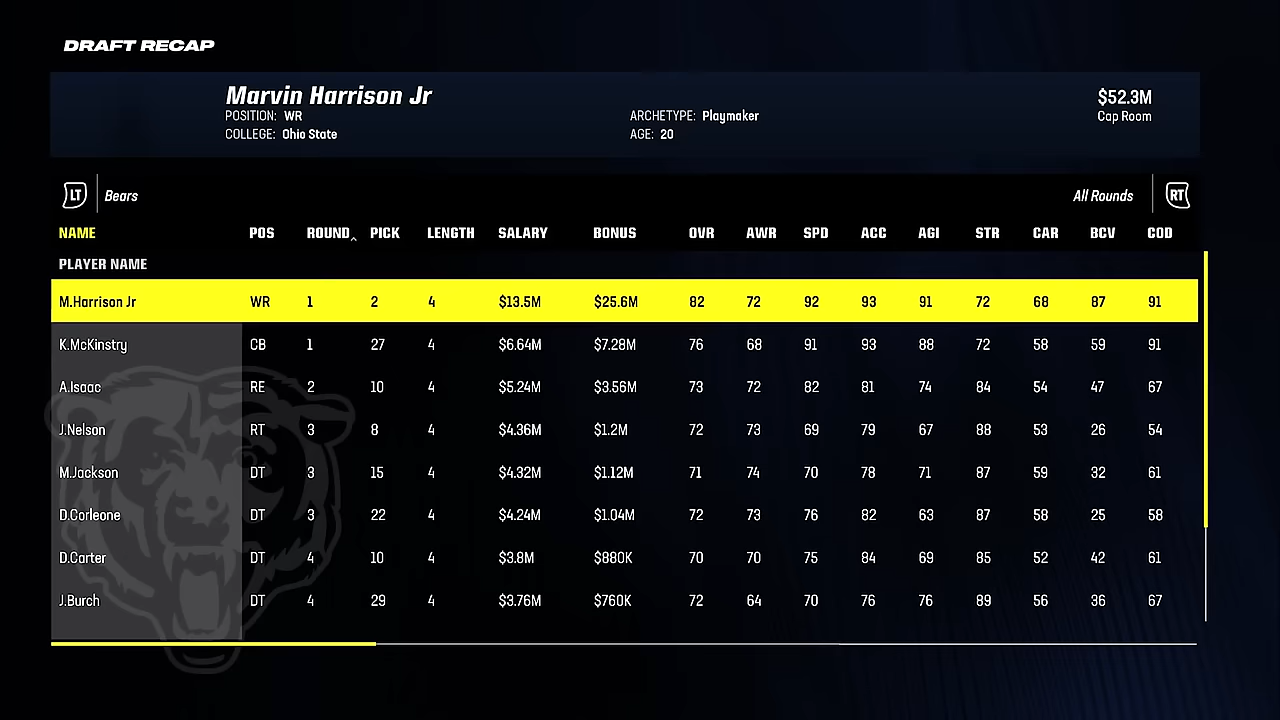 DRAFT RECAP
Marvin Harrison Jr
POSITION: WR ARCHETYPE: Playmaker
COLLEGE: Ohio State AGE: 20
$52.3M
Cap Room
LT Bears All Rounds RT
NAME POS ROUND PICK LENGTH SALARY BONUS OVR AWR SPD ACC AGI STR CAR BCV COD
PLAYER NAME
M.Harrison Jr WR 1 2 4 $13.5M $25.6M 82 72 92 93 91 72 68 87 91
K.McKinstry CB 1 27 4 $6.64M $7.28M 76 68 91 93 88 72 58 59 91
A.Isaac RE 2 10 4 $5.24M $3.56M 73 72 82 81 74 84 54 47 67
J.Nelson RT 3 8 4 $4.36M $1.2M 72 73 69 79 67 88 53 26 54
M.Jackson DT 3 15 4 $4.32M $1.12M 71 74 70 78 71 87 59 32 61
D.Corleone DT 3 22 4 $4.24M $1.04M 72 73 76 82 63 87 58 25 58
D.Carter DT 4 10 4 $3.8M $880K 70 70 75 84 69 85 52 42 61
J.Burch DT 4 29 4 $3.76M $760K 72 64 70 76 76 89 56 36 67